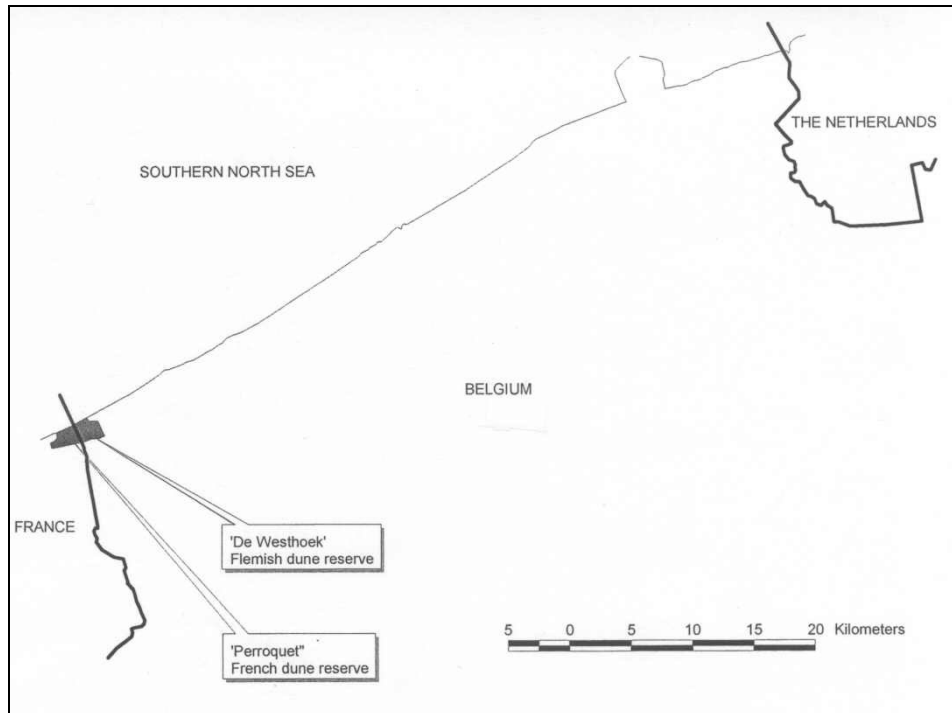 THE NETHERLANDS
SOUTHERN NORTH SEA
BELGIUM
FRANCE
'De Westhoek'
Flemish dune reserve
'Perroquet"
French dune reserve
5 0 5 10 15 20 Kilometers